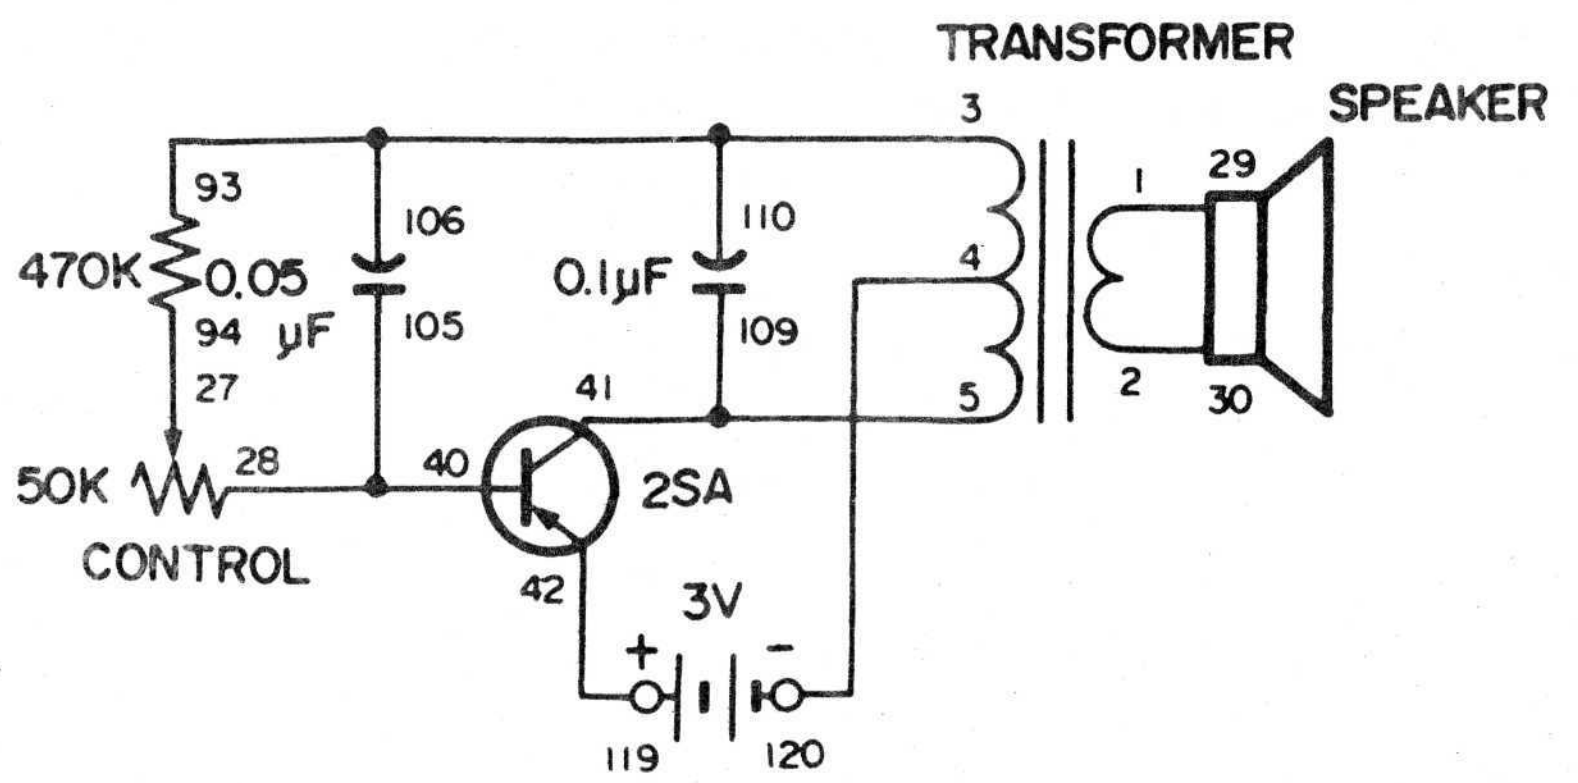 TRANSFORMER
SPEAKER
3
93
106
110
1
29
470K
0.05
μF
0.1μF
4
94
105
109
27
41
5
2
30
50K
28
40
2SA
CONTROL
42
3V
+
-
119
120